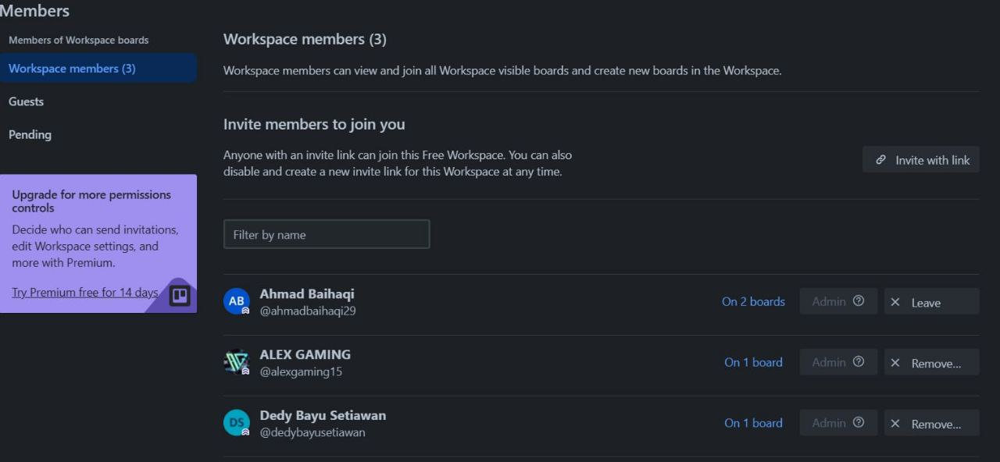 Members
Members of Workspace boards
Workspace members (3)
Guests
Pending
Upgrade for more permissions
controls
Decide who can send invitations,
edit Workspace settings, and
more with Premium.
Try Premium free for 14 days
Workspace members (3)
Workspace members can view and join all Workspace visible boards and create new boards in the Workspace.
Invite members to join you
Anyone with an invite link can join this Free Workspace. You can also
disable and create a new invite link for this Workspace at any time.
Invite with link
Filter by name
AB
Ahmad Baihaqi
@ahmadbaihaqi29
On 2 boards
Admin
Leave
ALEX GAMING
@alexgaming15
On 1 board
Admin
Remove...
DS
Dedy Bayu Setiawan
@dedybayusetiawan
On 1 board
Admin
Remove...